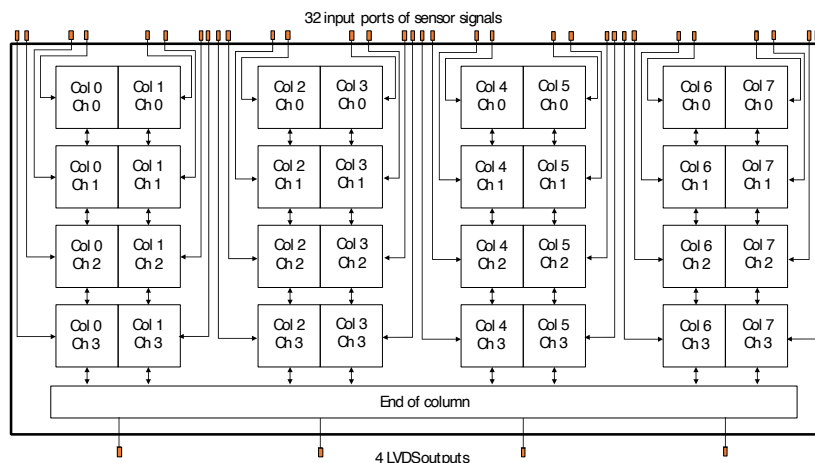 32 input ports of sensor signals
Col 0 Col 1 Col 2 Col 3 Col 4 Col 5 Col 6 Col 7
Ch 0 Ch 0 Ch 0 Ch 0 Ch 0 Ch 0 Ch 0 Ch 0
Col 0 Col 1 Col 2 Col 3 Col 4 Col 5 Col 6 Col 7
Ch 1 Ch 1 Ch 1 Ch 1 Ch 1 Ch 1 Ch 1 Ch 1
Col 0 Col 1 Col 2 Col 3 Col 4 Col 5 Col 6 Col 7
Ch 2 Ch 2 Ch 2 Ch 2 Ch 2 Ch 2 Ch 2 Ch 2
Col 0 Col 1 Col 2 Col 3 Col 4 Col 5 Col 6 Col 7
Ch 3 Ch 3 Ch 3 Ch 3 Ch 3 Ch 3 Ch 3 Ch 3
End of column
4 LVDS outputs